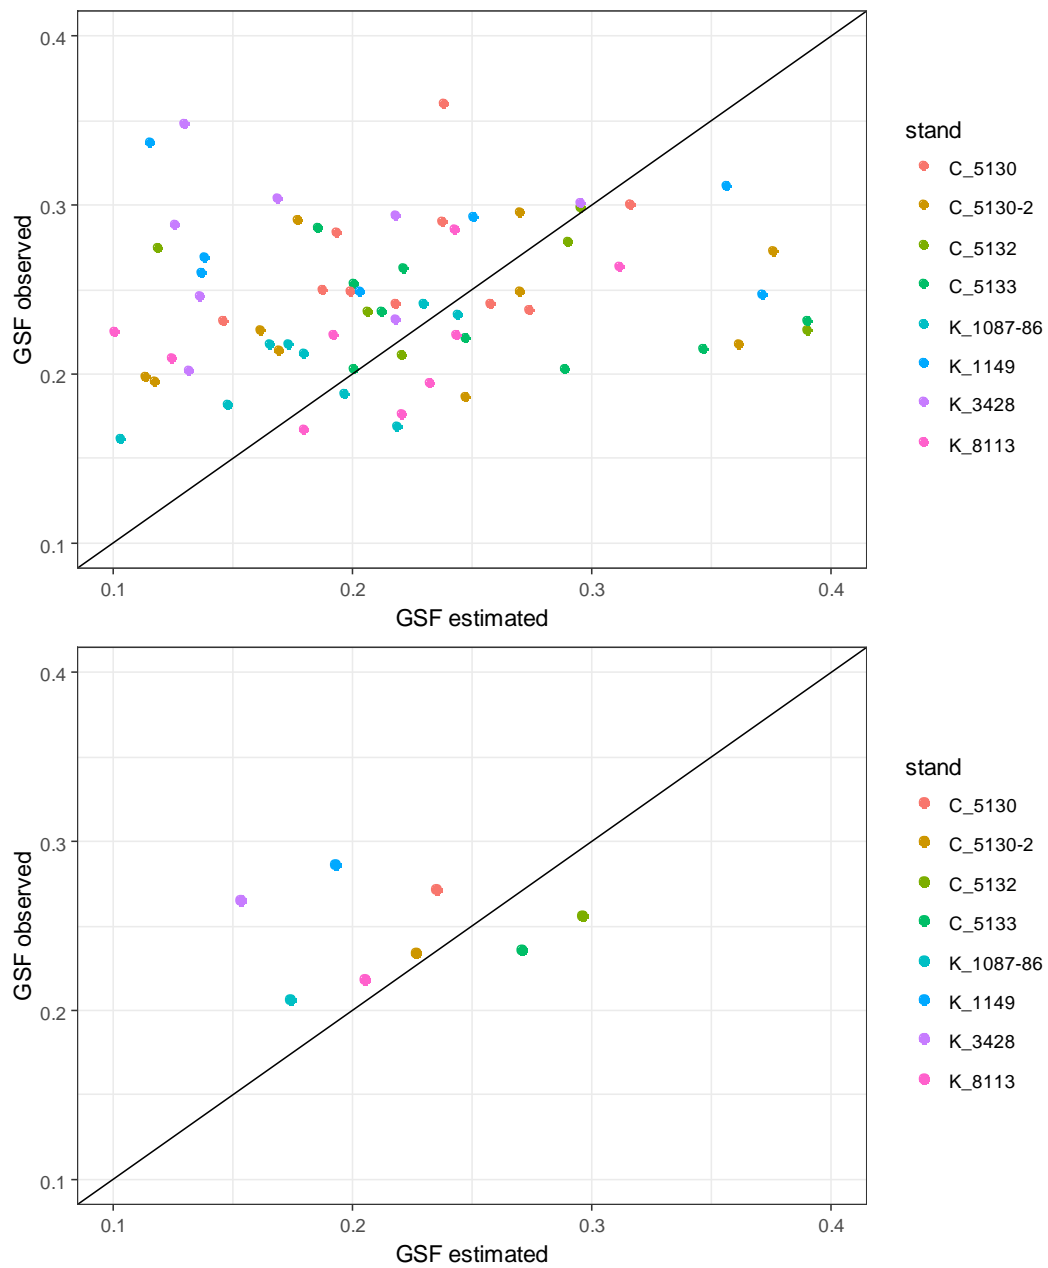 0.4
0.3
0.2
0.1
GSF observed
0.1 0.2 0.3 0.4
GSF estimated
stand
C_5130
C_5130-2
C_5132
C_5133
K_1087-86
K_1149
K_3428
K_8113
0.4
0.3
0.2
0.1
GSF observed
0.1 0.2 0.3 0.4
GSF estimated
stand
C_5130
C_5130-2
C_5132
C_5133
K_1087-86
K_1149
K_3428
K_8113